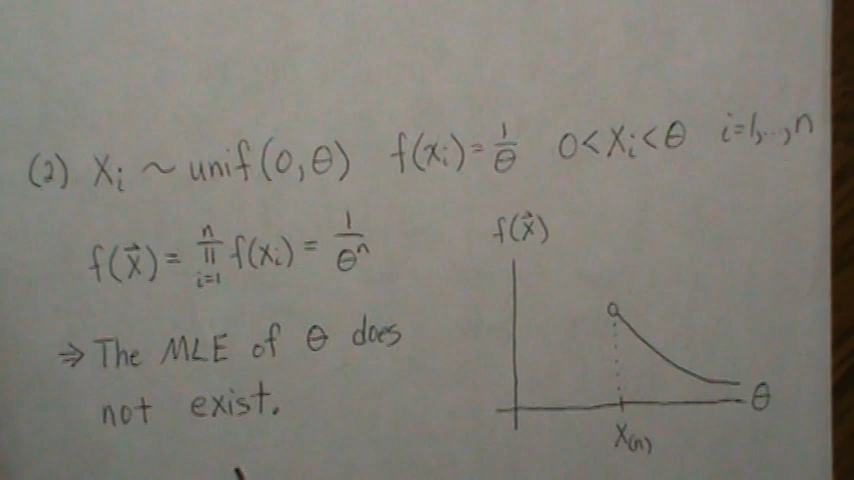 (2) Xᵢ ~ unif(0,θ) f(xᵢ)=1/θ 0<Xᵢ<θ i=1,...,n
f(x⃗)= ∏ᵢ₌₁ⁿ f(xᵢ) = 1/θⁿ
⇒ The MLE of θ does
not exist.
f(x⃗)
θ
X₍ₙ₎